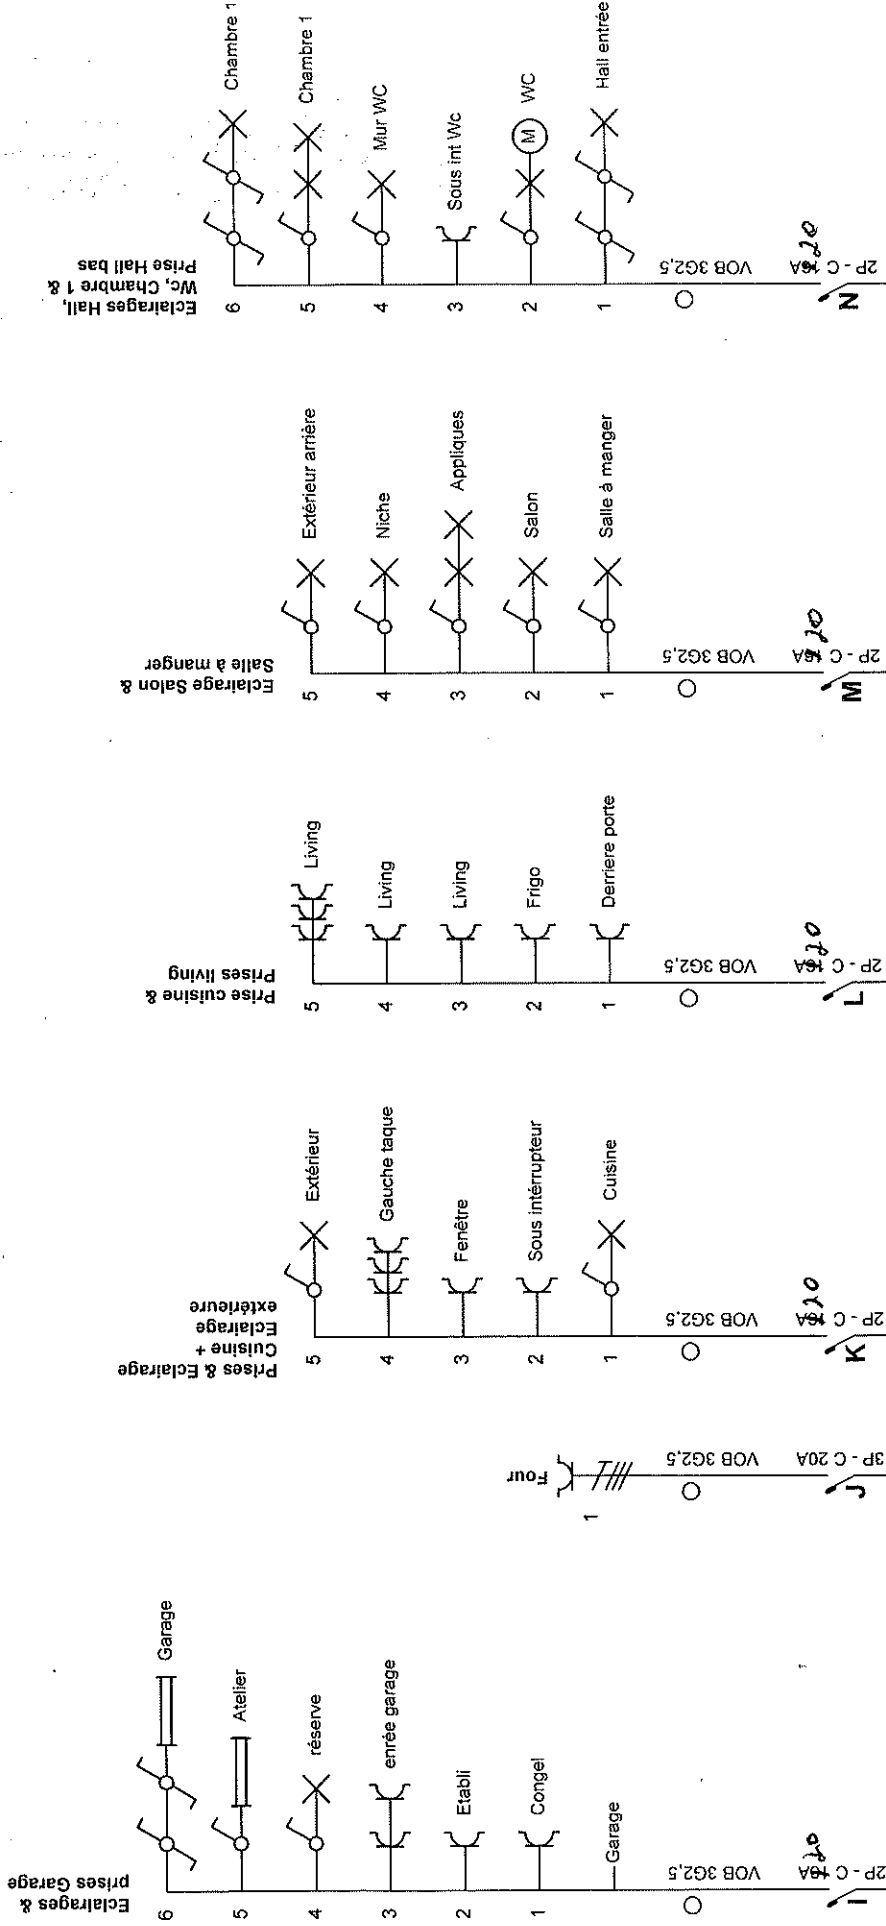 Eclairages &
prises Garage
6
Garage
5
Atelier
4
réserve
3
enrée garage
2
Etabli
1
Congel
Garage
VOB 3G2,5
2P - C 16A
20
I
Tour
1
VOB 3G2,5
3P - C 20A
J
Prises & Eclairage
Cuisine +
Eclairage
extérieure
5
Extérieur
4
Gauche taque
3
Fenêtre
2
Sous intérrupteur
1
Cuisine
VOB 3G2,5
2P - C 16A
20
K
Prise cuisine &
Prises living
5
Living
4
Living
3
Living
2
Frigo
1
Derriere porte
VOB 3G2,5
2P - C 16A
20
L
Eclairage Salon &
Salle à manger
5
Extérieur arrière
4
Niche
3
Appliques
2
Salon
1
Salle à manger
VOB 3G2,5
2P - C 16A
20
M
Eclairages Hall,
Wc, Chambre 1 &
Prise Hall bas
6
Chambre 1
5
Chambre 1
4
Mur WC
3
Sous int Wc
2
M
WC
1
Hall entrée
VOB 3G2,5
2P - C 16A
20
N